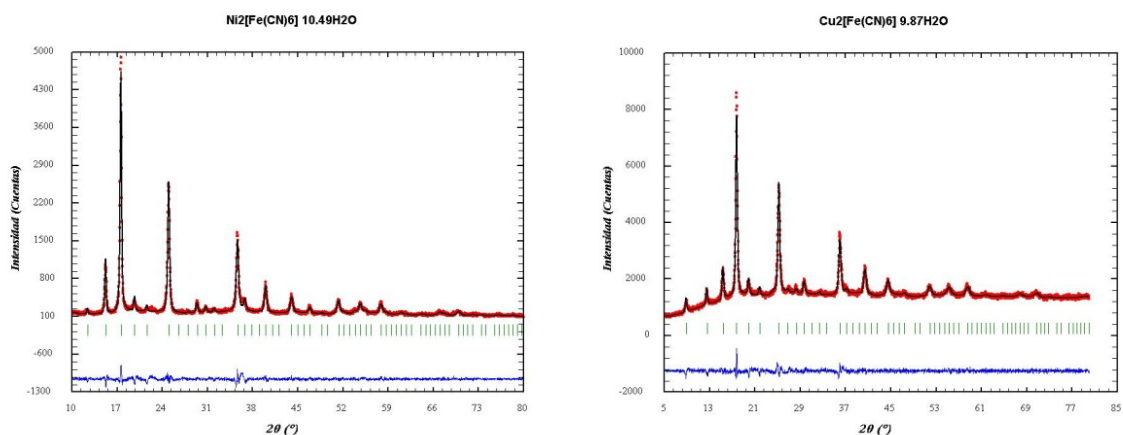 Ni2[Fe(CN)6] 10.49H2O
5000
4300
3600
2900
2200
1500
800
100
-600
-1300
Intensidad (Cuentas)
10 17 24 31 38 45 52 59 66 73 80
2θ (°)
Cu2[Fe(CN)6] 9.87H2O
10000
8000
6000
4000
2000
0
-2000
Intensidad (Cuentas)
5 13 21 29 37 45 53 61 69 77 85
2θ (°)